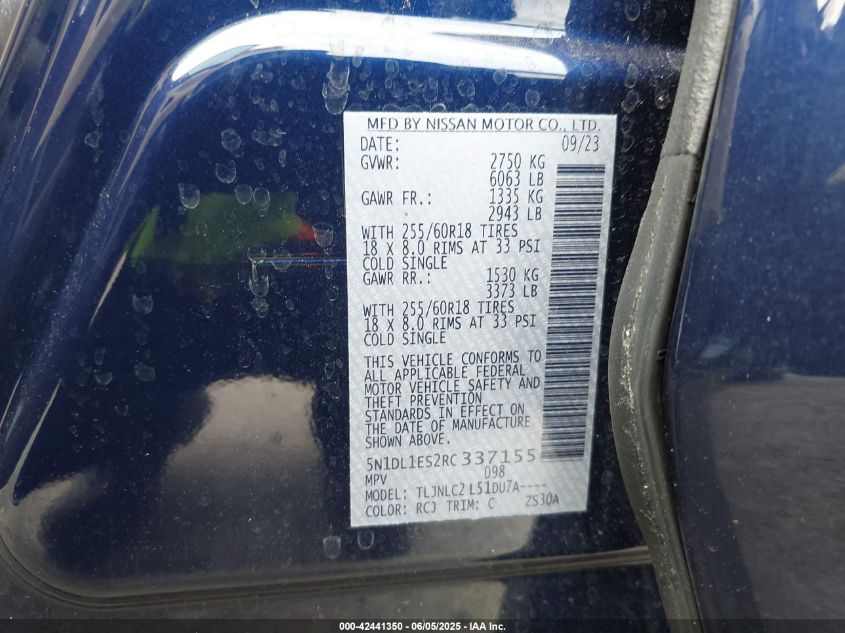 MFD BY NISSAN MOTOR CO., LTD.
DATE: 09/23
GVWR: 2750 KG
6063 LB
GAWR FR.: 1335 KG
2943 LB
WITH 255/60R18 TIRES
18 X 8.0 RIMS AT 33 PSI
COLD SINGLE
GAWR RR.: 1530 KG
3373 LB
WITH 255/60R18 TIRES
18 X 8.0 RIMS AT 33 PSI
COLD SINGLE
THIS VEHICLE CONFORMS TO
ALL APPLICABLE FEDERAL
MOTOR VEHICLE SAFETY AND
THEFT PREVENTION
STANDARDS IN EFFECT ON
THE DATE OF MANUFACTURE
SHOWN ABOVE.
5N1DL1ES2RC337155
MPV 098
MODEL: TLJNLC2 L51DU7A----
COLOR: RCJ TRIM: C ZS30A
000-42441350 - 06/05/2025 - IAA Inc.